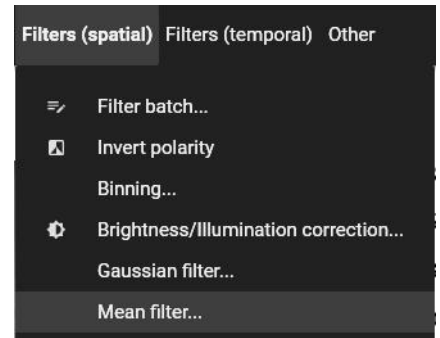 Filters (spatial) Filters (temporal) Other
Filter batch...
Invert polarity
Binning...
Brightness/Illumination correction...
Gaussian filter...
Mean filter...